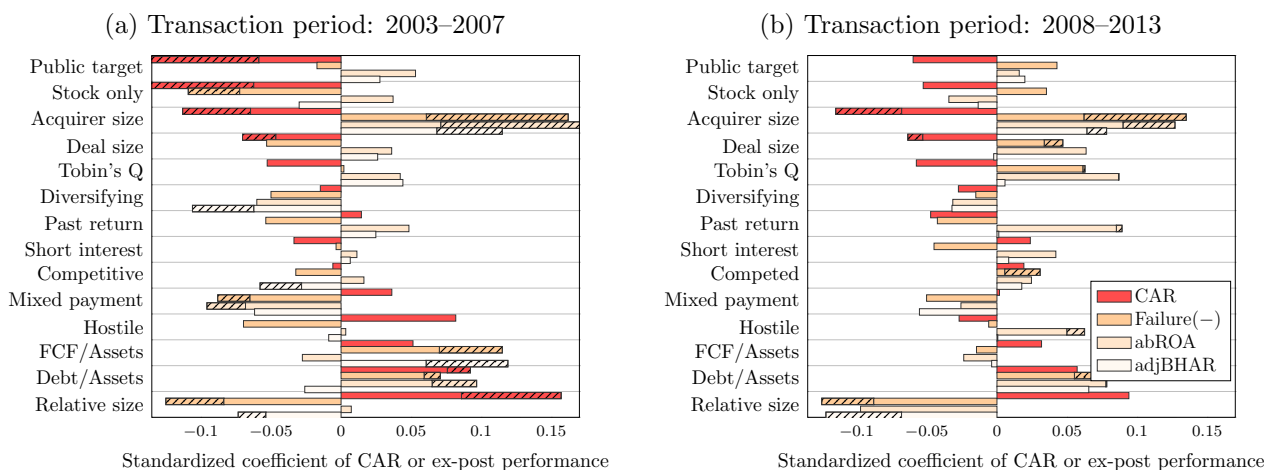 (a) Transaction period: 2003–2007
Public target
Stock only
Acquirer size
Deal size
Tobin's Q
Diversifying
Past return
Short interest
Competitive
Mixed payment
Hostile
FCF/Assets
Debt/Assets
Relative size
−0.1 −0.05 0 0.05 0.1 0.15
Standardized coefficient of CAR or ex-post performance
(b) Transaction period: 2008–2013
Public target
Stock only
Acquirer size
Deal size
Tobin's Q
Diversifying
Past return
Short interest
Competed
Mixed payment
Hostile
FCF/Assets
Debt/Assets
Relative size
CAR
Failure(−)
abROA
adjBHAR
−0.1 −0.05 0 0.05 0.1 0.15
Standardized coefficient of CAR or ex-post performance